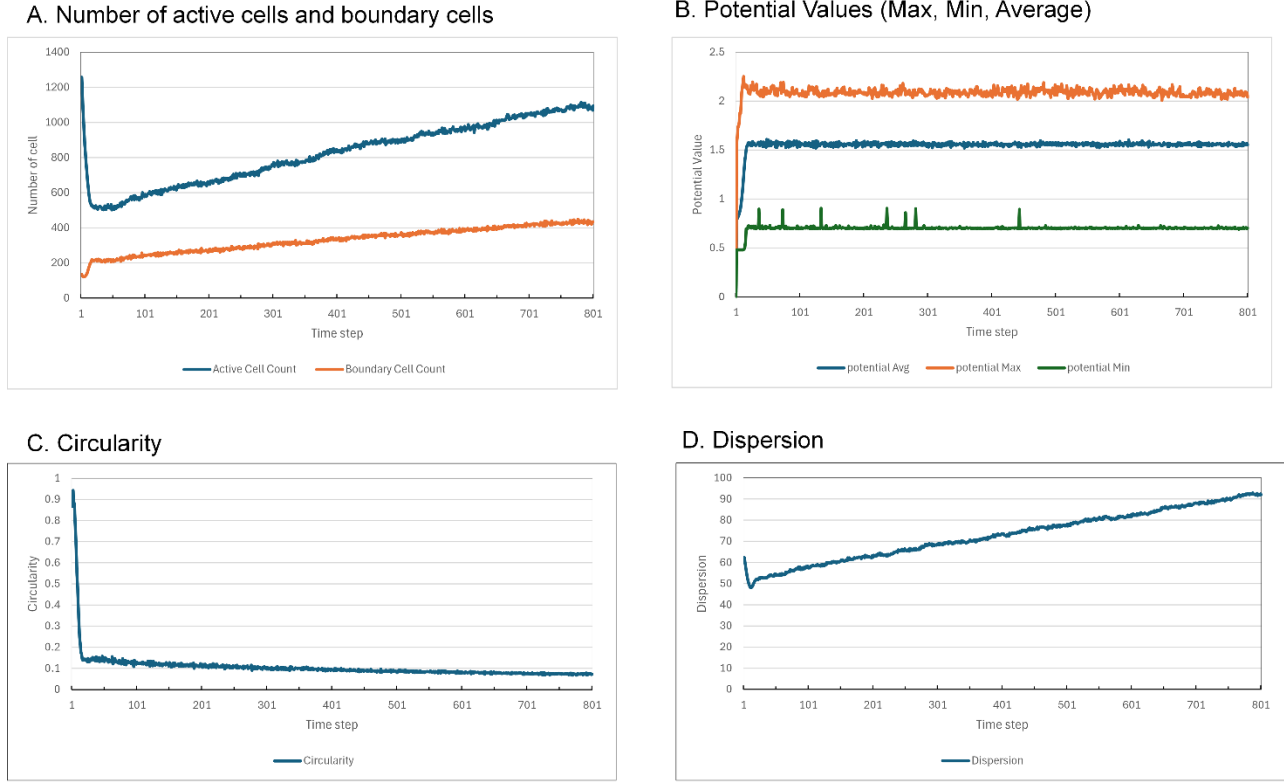 A. Number of active cells and boundary cells
1400
1200
1000
800
600
400
200
0
Number of cell
1 101 201 301 401 501 601 701 801
Time step
Active Cell Count Boundary Cell Count
B. Potential Values (Max, Min, Average)
2.5
2
1.5
1
0.5
0
Potential Value
1 101 201 301 401 501 601 701 801
Time step
potential Avg potential Max potential Min
C. Circularity
1
0.9
0.8
0.7
0.6
0.5
0.4
0.3
0.2
0.1
0
Circularity
1 101 201 301 401 501 601 701 801
Time step
Circularity
D. Dispersion
100
90
80
70
60
50
40
30
20
10
0
Dispersion
1 101 201 301 401 501 601 701 801
Time step
Dispersion